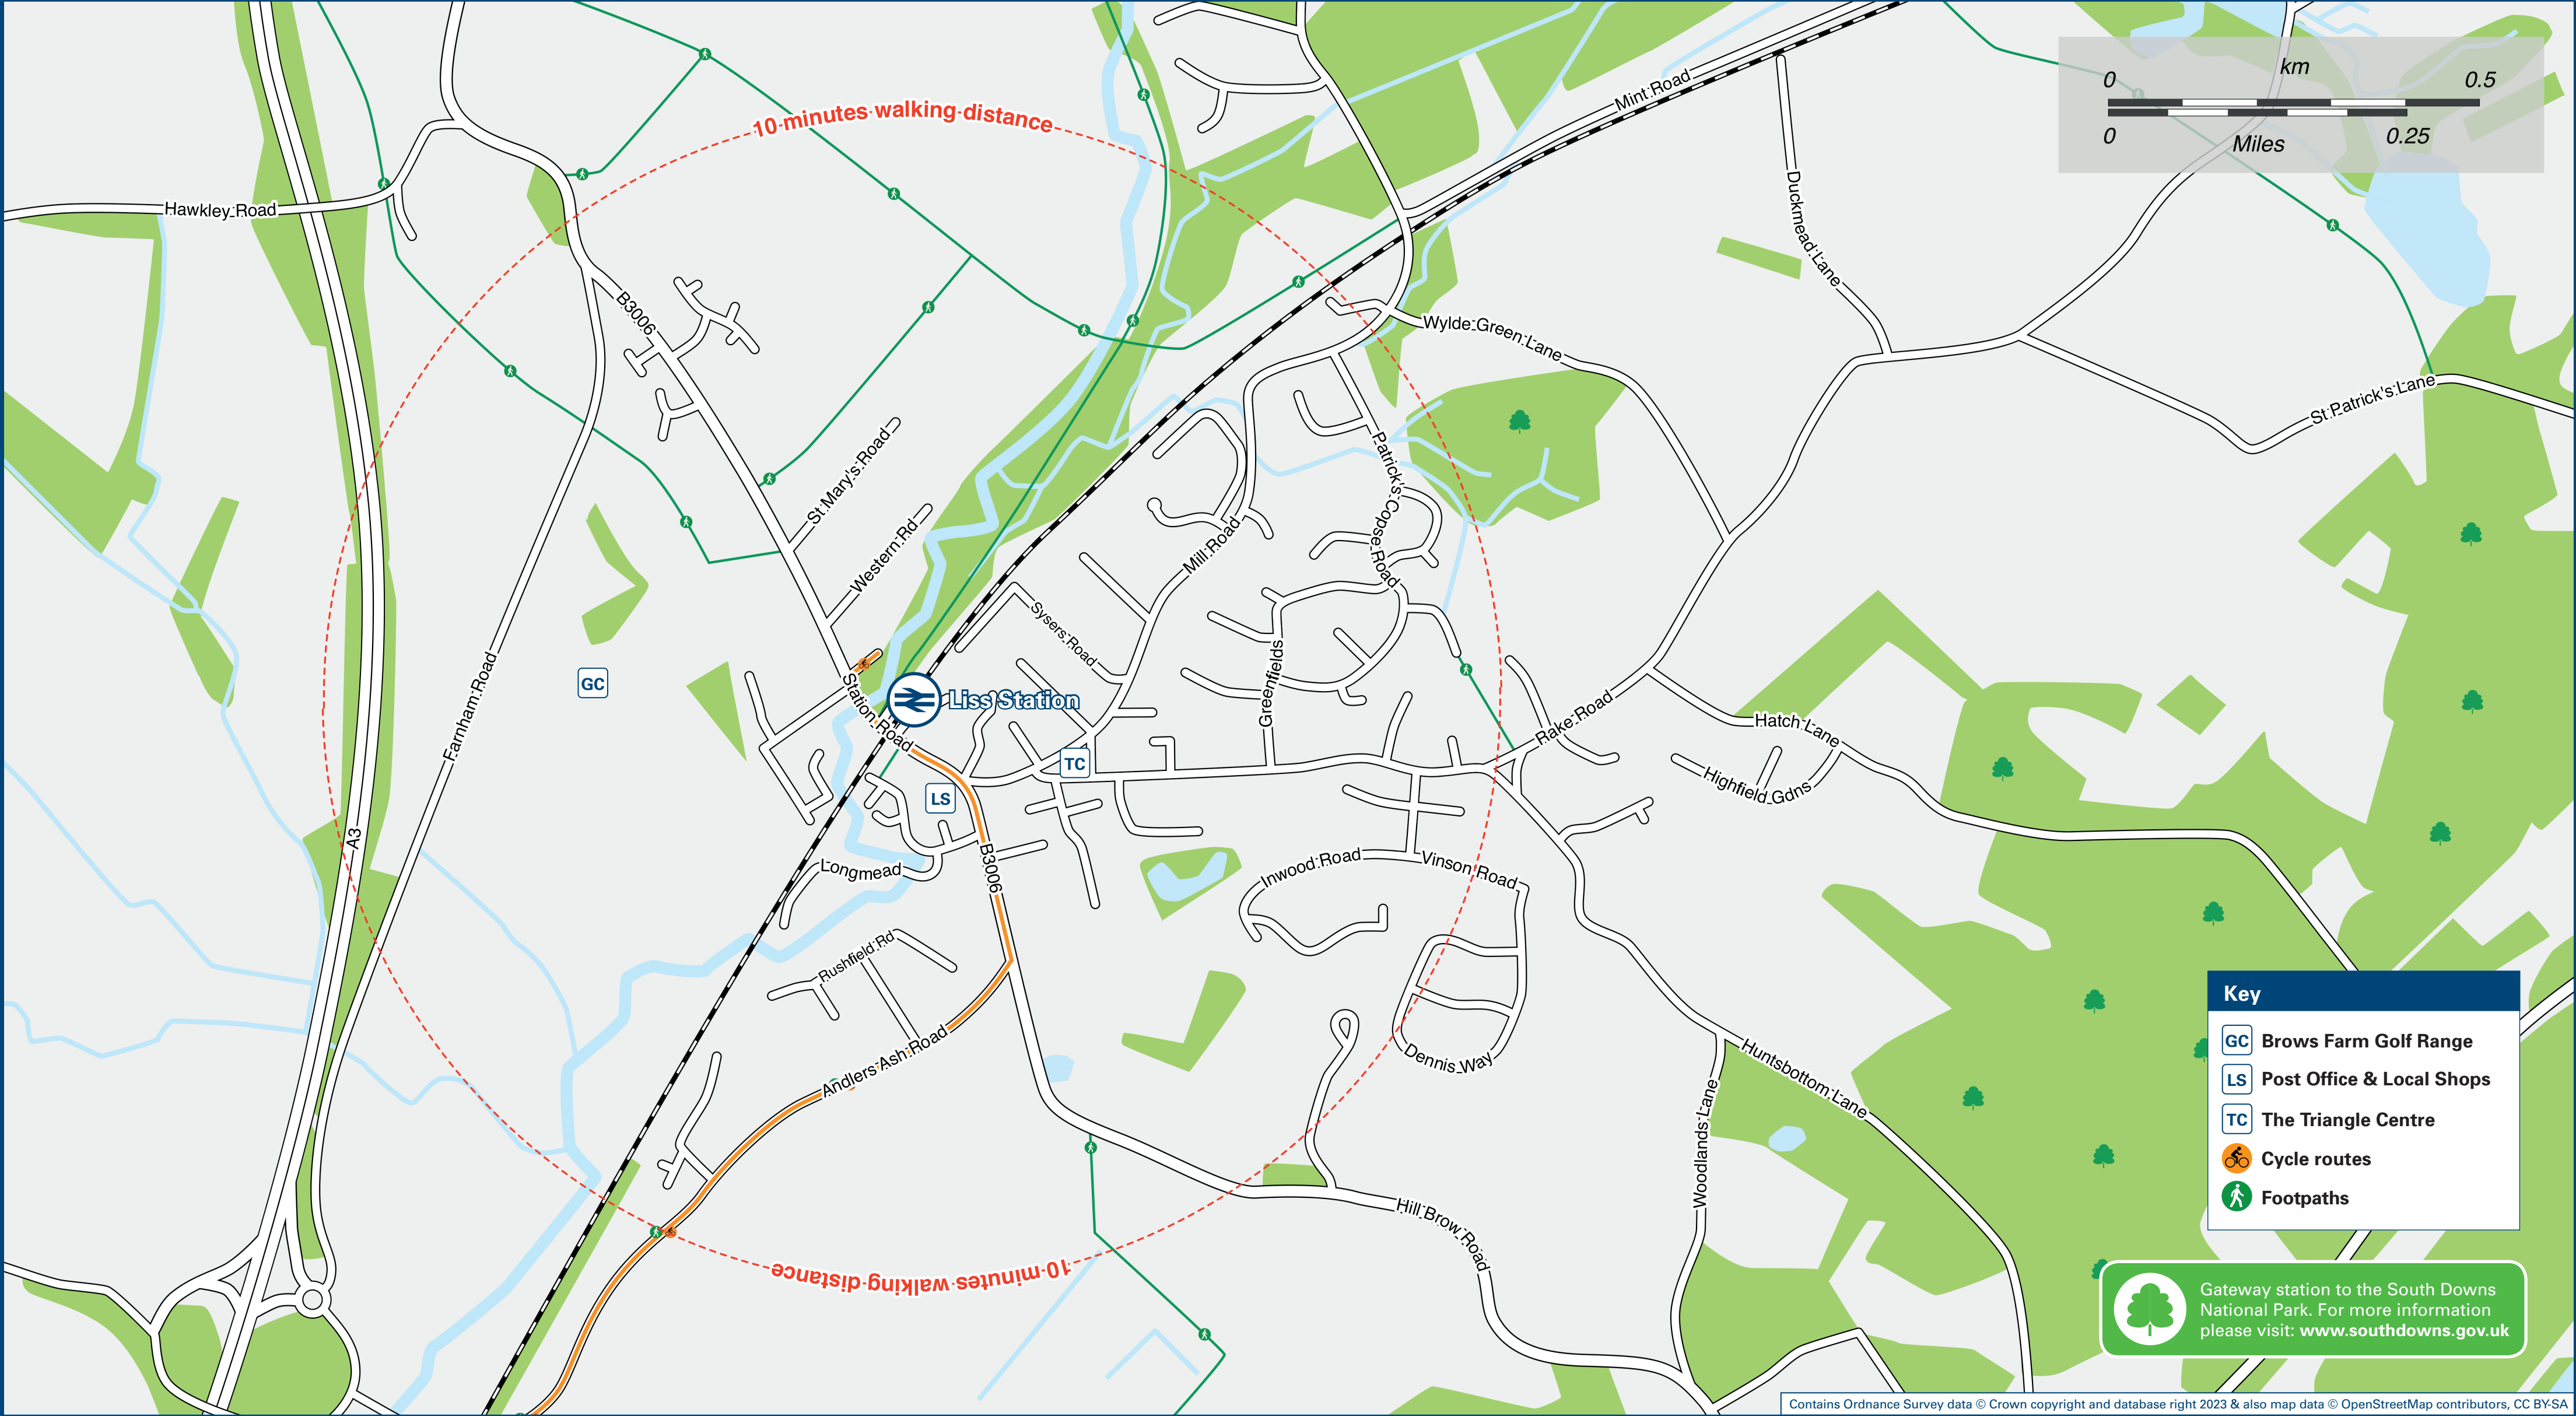 km
0
0.5
0
0.25
Miles
Mint Road
10 minutes walking distance
Hawkley Road
Duckmead Lane
B3006
Wylde Green Lane
St Patrick's Lane
St Mary's Road
Patrick's Copse Road
Western Rd
Mill Road
Sysers Road
Farnham Road
GC
Station Road
Liss Station
Greenfields
Rake Road
Hatch Lane
TC
Highfield Gdns
LS
A3
B3006
Longmead
Inwood Road
Vinson Road
Rushfield Rd
Andlers Ash Road
Dennis Way
Huntsbottom Lane
Woodlands Lane
Hill Brow Road
10 minutes walking distance
Key
GC Brows Farm Golf Range
LS Post Office & Local Shops
TC The Triangle Centre
Cycle routes
Footpaths
Gateway station to the South Downs
National Park. For more information
please visit: www.southdowns.gov.uk
Contains Ordnance Survey data © Crown copyright and database right 2023 & also map data © OpenStreetMap contributors, CC BY-SA